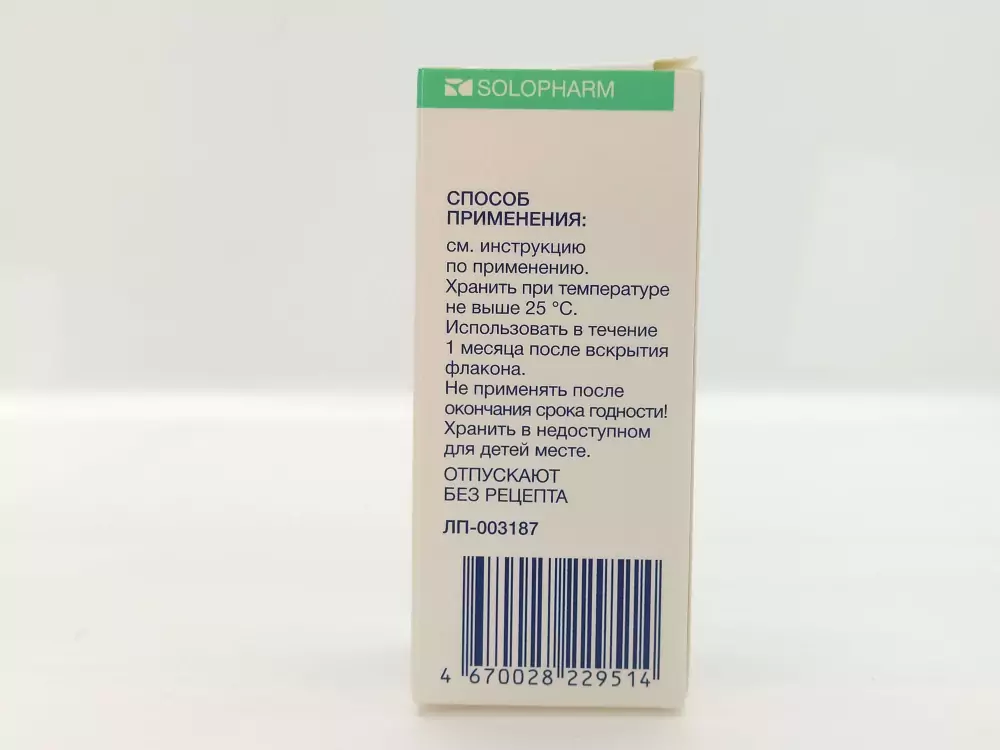 SOLOPHARM
СПОСОБ
ПРИМЕНЕНИЯ:
см. инструкцию
по применению.
Хранить при температуре
не выше 25 °С.
Использовать в течение
1 месяца после вскрытия
флакона.
Не применять после
окончания срока годности!
Хранить в недоступном
для детей месте.
ОТПУСКАЮТ
БЕЗ РЕЦЕПТА
ЛП-003187
4 670028 229514